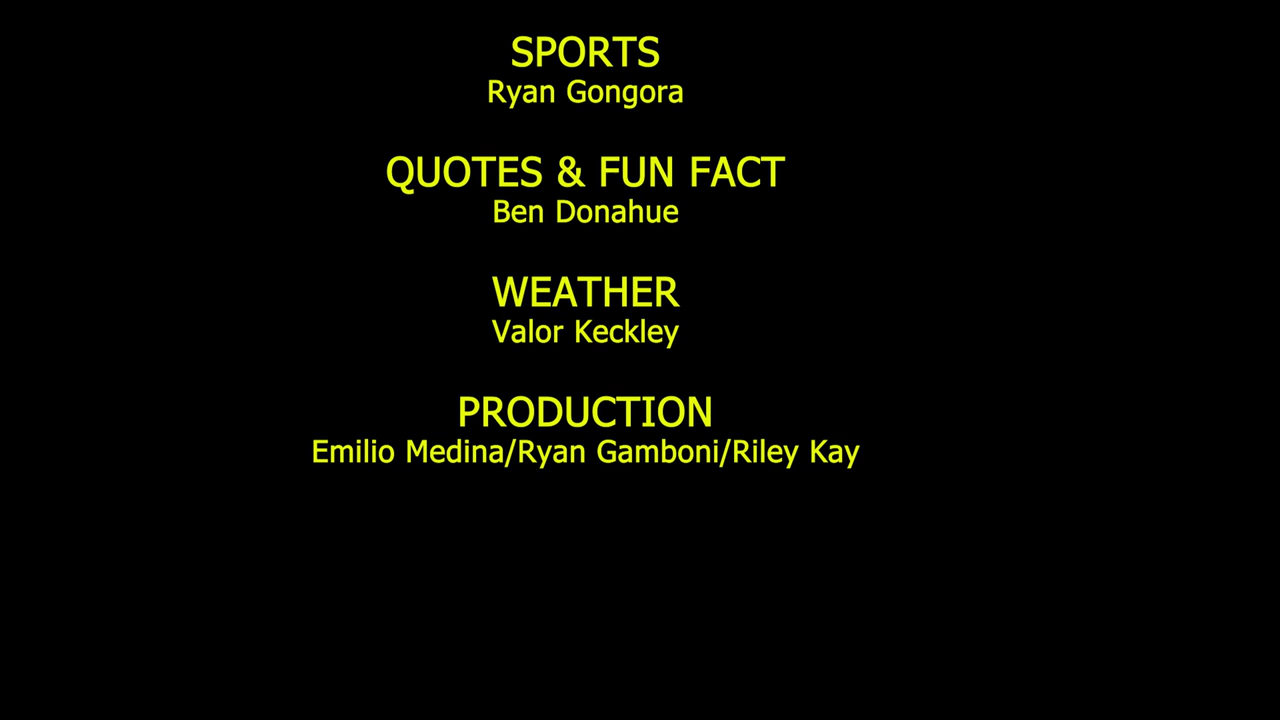 SPORTS
Ryan Gongora
QUOTES & FUN FACT
Ben Donahue
WEATHER
Valor Keckley
PRODUCTION
Emilio Medina/Ryan Gamboni/Riley Kay